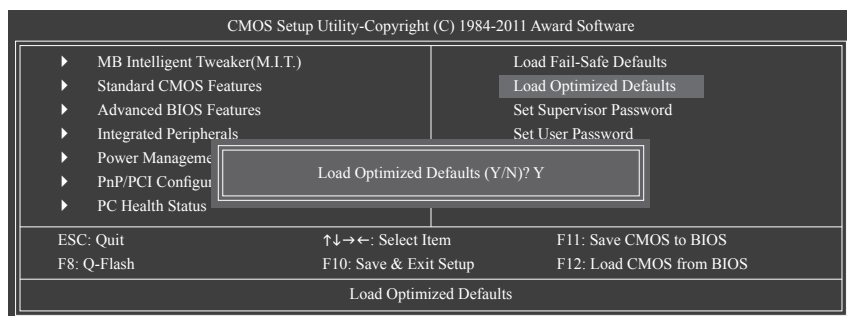 CMOS Setup Utility-Copyright (C) 1984-2011 Award Software
MB Intelligent Tweaker(M.I.T.)
Standard CMOS Features
Advanced BIOS Features
Integrated Peripherals
Power Manageme
PnP/PCI Configur
PC Health Status
Load Fail-Safe Defaults
Load Optimized Defaults
Set Supervisor Password
Set User Password
Load Optimized Defaults (Y/N)? Y
ESC: Quit ↑↓→←: Select Item F11: Save CMOS to BIOS
F8: Q-Flash F10: Save & Exit Setup F12: Load CMOS from BIOS
Load Optimized Defaults